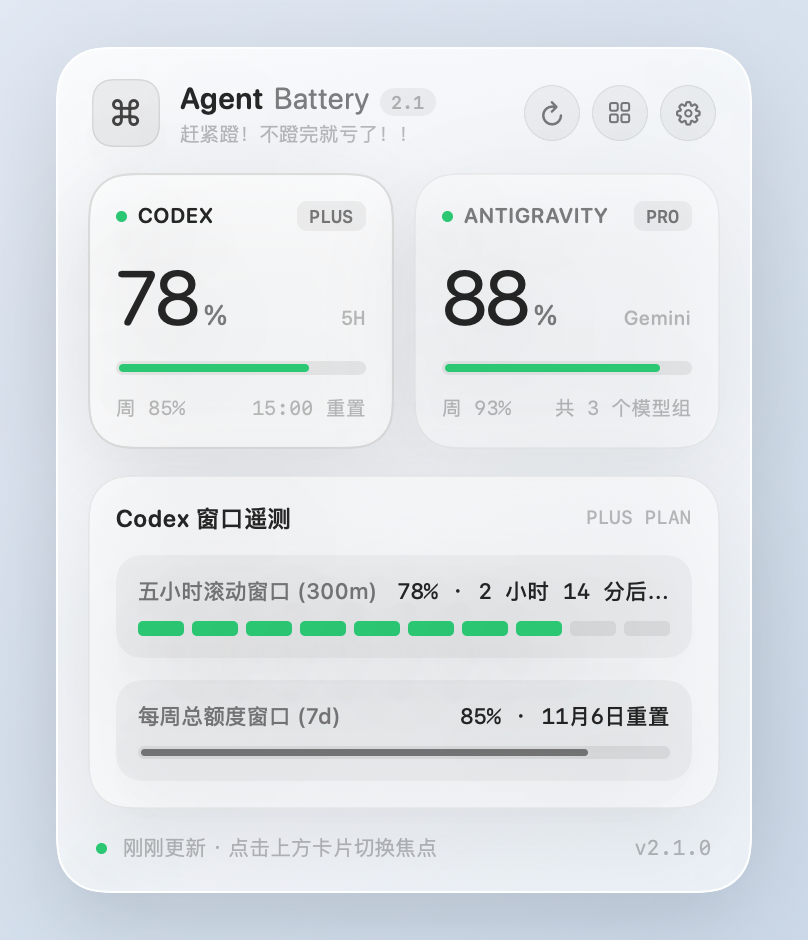 Agent Battery 2.1
赶紧蹬！不蹬完就亏了！！
CODEX PLUS
78%
5H
周 85% 15:00 重置
ANTIGRAVITY PRO
88%
Gemini
周 93% 共 3 个模型组
Codex 窗口遥测 PLUS PLAN
五小时滚动窗口 (300m) 78% · 2 小时 14 分后…
每周总额度窗口 (7d) 85% · 11月6日重置
刚刚更新 · 点击上方卡片切换焦点 v2.1.0